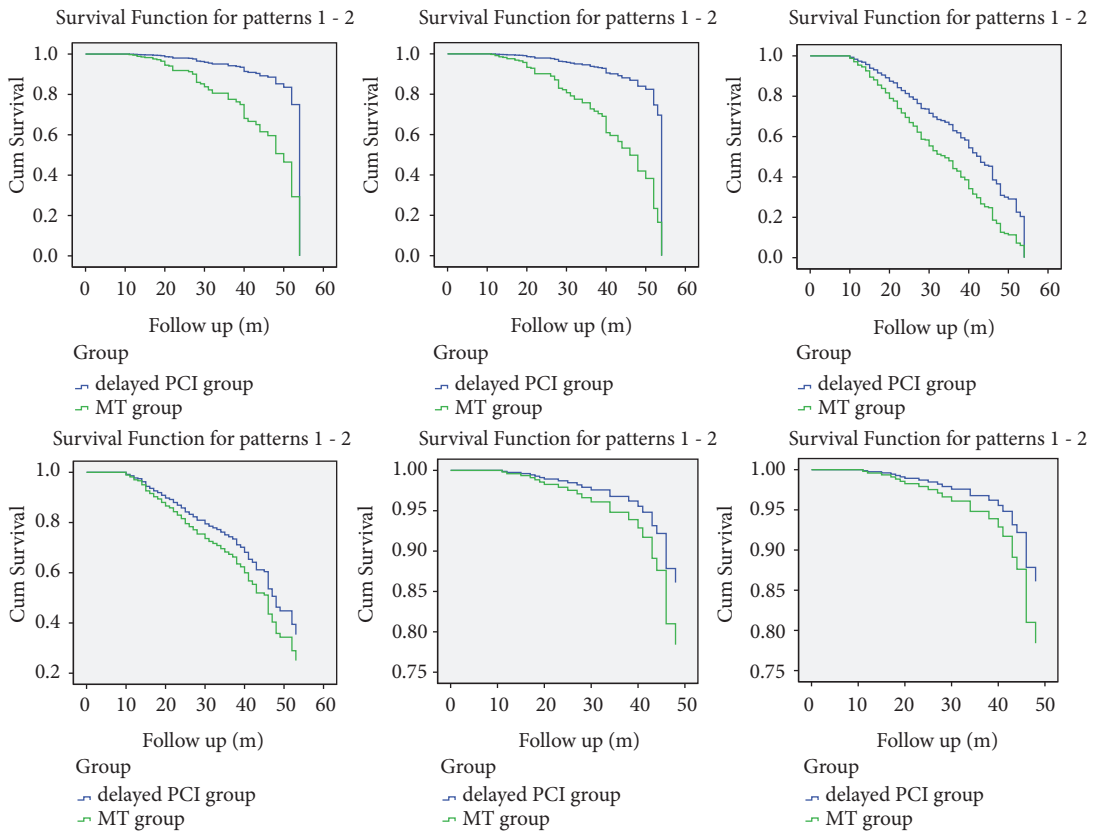 Survival Function for patterns 1 - 2
1.0
0.8
0.6
0.4
0.2
0.0
Cum Survival
0 10 20 30 40 50 60
Follow up (m)
Group
delayed PCI group
MT group
Survival Function for patterns 1 - 2
1.0
0.8
0.6
0.4
0.2
0.0
Cum Survival
0 10 20 30 40 50 60
Follow up (m)
Group
delayed PCI group
MT group
Survival Function for patterns 1 - 2
1.0
0.8
0.6
0.4
0.2
0.0
Cum Survival
0 10 20 30 40 50 60
Follow up (m)
Group
delayed PCI group
MT group
Survival Function for patterns 1 - 2
1.0
0.8
0.6
0.4
0.2
Cum Survival
0 10 20 30 40 50 60
Follow up (m)
Group
delayed PCI group
MT group
Survival Function for patterns 1 - 2
1.00
0.95
0.90
0.85
0.80
0.75
Cum Survival
0 10 20 30 40 50
Follow up (m)
Group
delayed PCI group
MT group
Survival Function for patterns 1 - 2
1.00
0.95
0.90
0.85
0.80
0.75
Cum Survival
0 10 20 30 40 50
Follow up (m)
Group
delayed PCI group
MT group